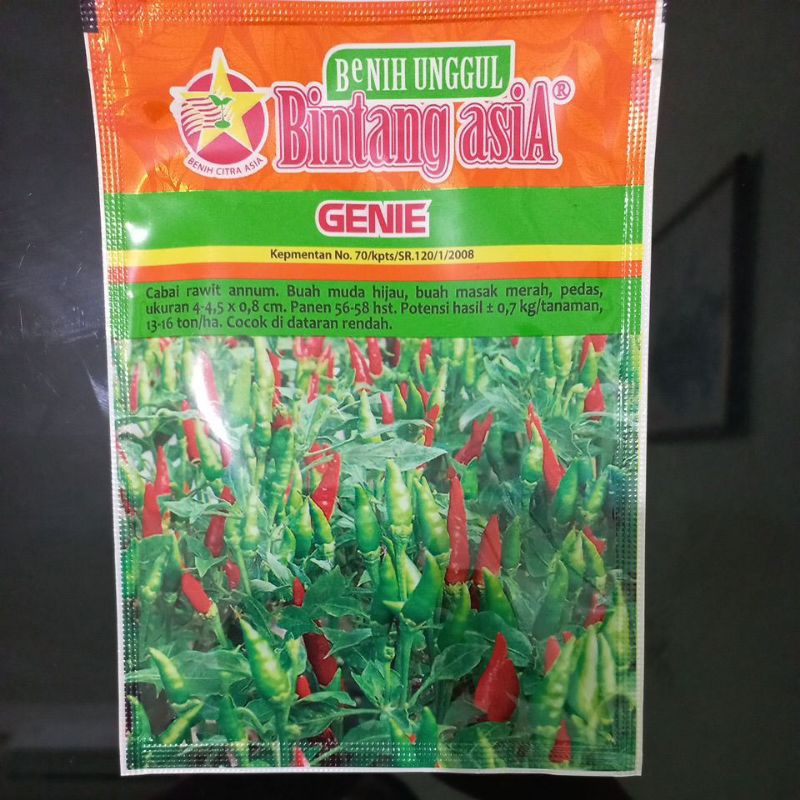 BeNIH UNGGUL
Bintang asiA®
BENIH CITRA ASIA
GENIE
Kepmentan No. 70/kpts/SR.120/1/2008
Cabai rawit annum. Buah muda hijau, buah masak merah, pedas,
ukuran 4-4,5 x 0,8 cm. Panen 56-58 hst. Potensi hasil ± 0,7 kg/tanaman,
13-16 ton/ha. Cocok di dataran rendah.